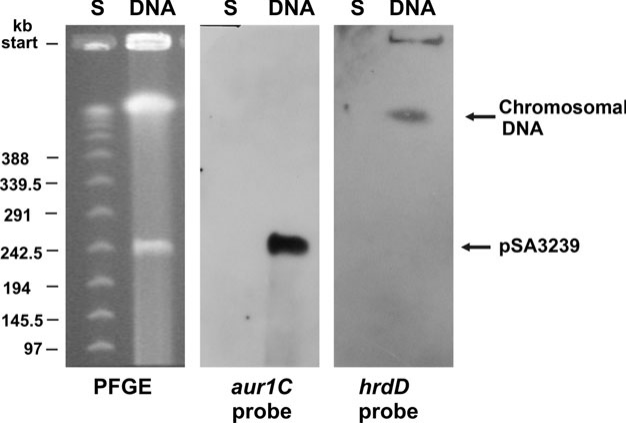 S DNA S DNA S DNA
kb
start
Chromosomal
DNA
388
339.5
291
242.5
pSA3239
194
145.5
97
PFGE aur1C hrdD
probe probe